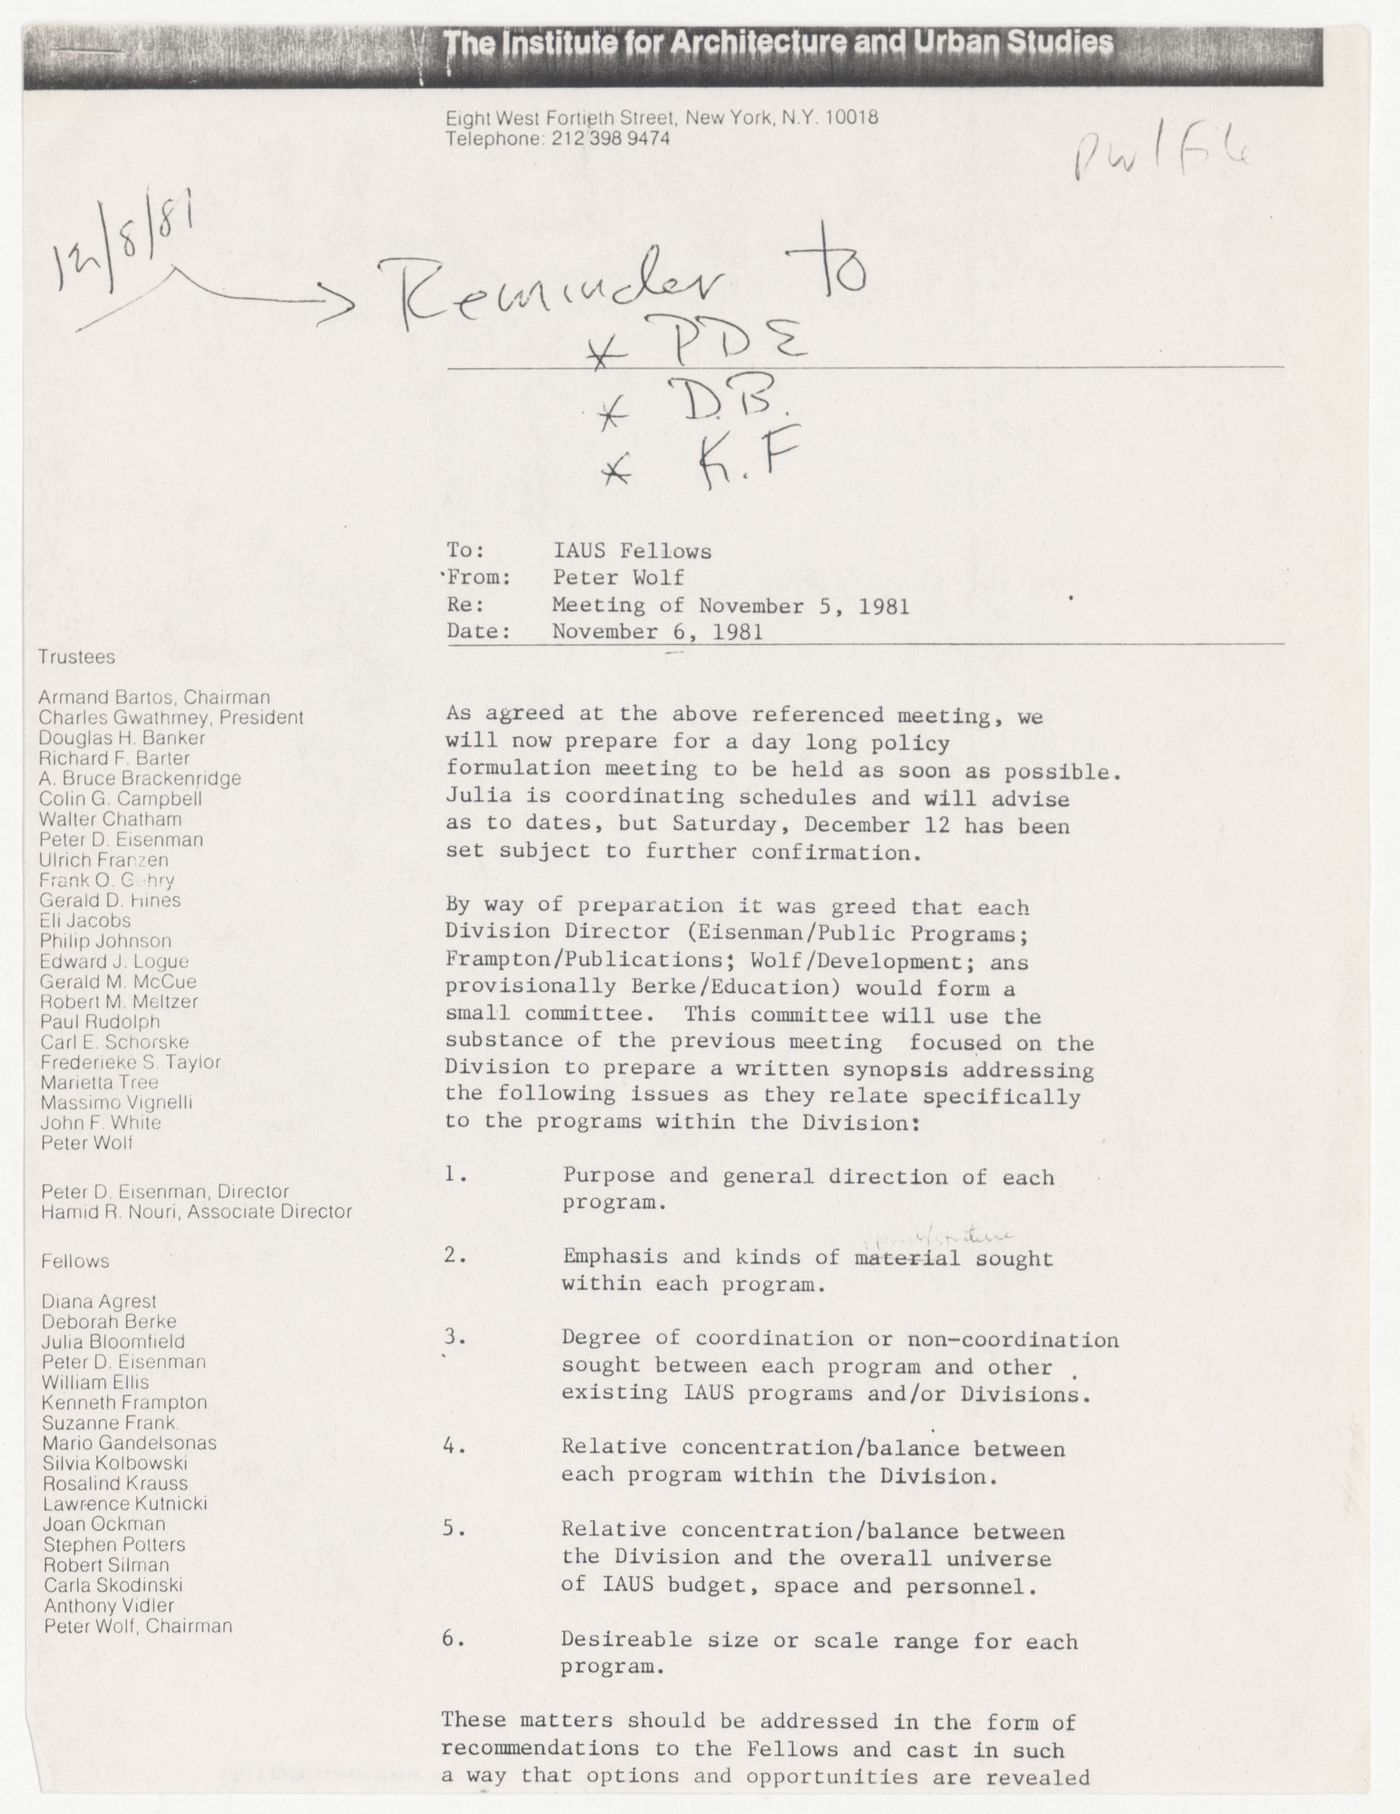 The Institute for Architecture and Urban Studies
Eight West Fortieth Street, New York, N.Y. 10018
Telephone: 212 398 9474
PW/File
12/8/81
Reminder to
* PDE
* D.B.
* K.F
To: IAUS Fellows
From: Peter Wolf
Re: Meeting of November 5, 1981
Date: November 6, 1981
Trustees
Armand Bartos, Chairman
Charles Gwathmey, President
Douglas H. Banker
Richard F. Barter
A. Bruce Brackenridge
Colin G. Campbell
Walter Chatham
Peter D. Eisenman
Ulrich Franzen
Frank O. Gehry
Gerald D. Hines
Eli Jacobs
Philip Johnson
Edward J. Logue
Gerald M. McCue
Robert M. Meltzer
Paul Rudolph
Carl E. Schorske
Frederieke S. Taylor
Marietta Tree
Massimo Vignelli
John F. White
Peter Wolf
Peter D. Eisenman, Director
Hamid R. Nouri, Associate Director
Fellows
Diana Agrest
Deborah Berke
Julia Bloomfield
Peter D. Eisenman
William Ellis
Kenneth Frampton
Suzanne Frank
Mario Gandelsonas
Silvia Kolbowski
Rosalind Krauss
Lawrence Kutnicki
Joan Ockman
Stephen Potters
Robert Silman
Carla Skodinski
Anthony Vidler
Peter Wolf, Chairman
As agreed at the above referenced meeting, we
will now prepare for a day long policy
formulation meeting to be held as soon as possible.
Julia is coordinating schedules and will advise
as to dates, but Saturday, December 12 has been
set subject to further confirmation.
By way of preparation it was greed that each
Division Director (Eisenman/Public Programs;
Frampton/Publications; Wolf/Development; ans
provisionally Berke/Education) would form a
small committee. This committee will use the
substance of the previous meeting focused on the
Division to prepare a written synopsis addressing
the following issues as they relate specifically
to the programs within the Division:
1. Purpose and general direction of each
program.
2. Emphasis and kinds of material sought
within each program.
3. Degree of coordination or non-coordination
sought between each program and other
existing IAUS programs and/or Divisions.
4. Relative concentration/balance between
each program within the Division.
5. Relative concentration/balance between
the Division and the overall universe
of IAUS budget, space and personnel.
6. Desireable size or scale range for each
program.
These matters should be addressed in the form of
recommendations to the Fellows and cast in such
a way that options and opportunities are revealed